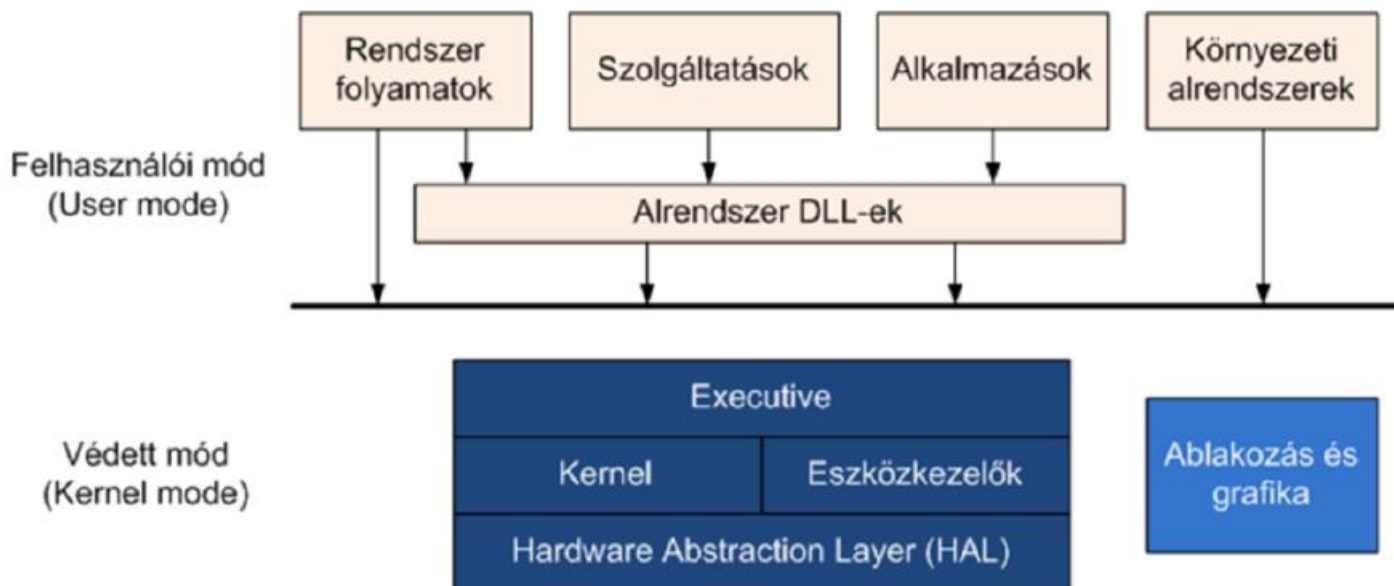 Rendszer
folyamatok
Szolgáltatások
Alkalmazások
Környezeti
alrendszerek
Felhasználói mód
(User mode)
Alrendszer DLL-ek
Executive
Védett mód
(Kernel mode)
Kernel
Eszközkezelők
Ablakozás és
grafika
Hardware Abstraction Layer (HAL)